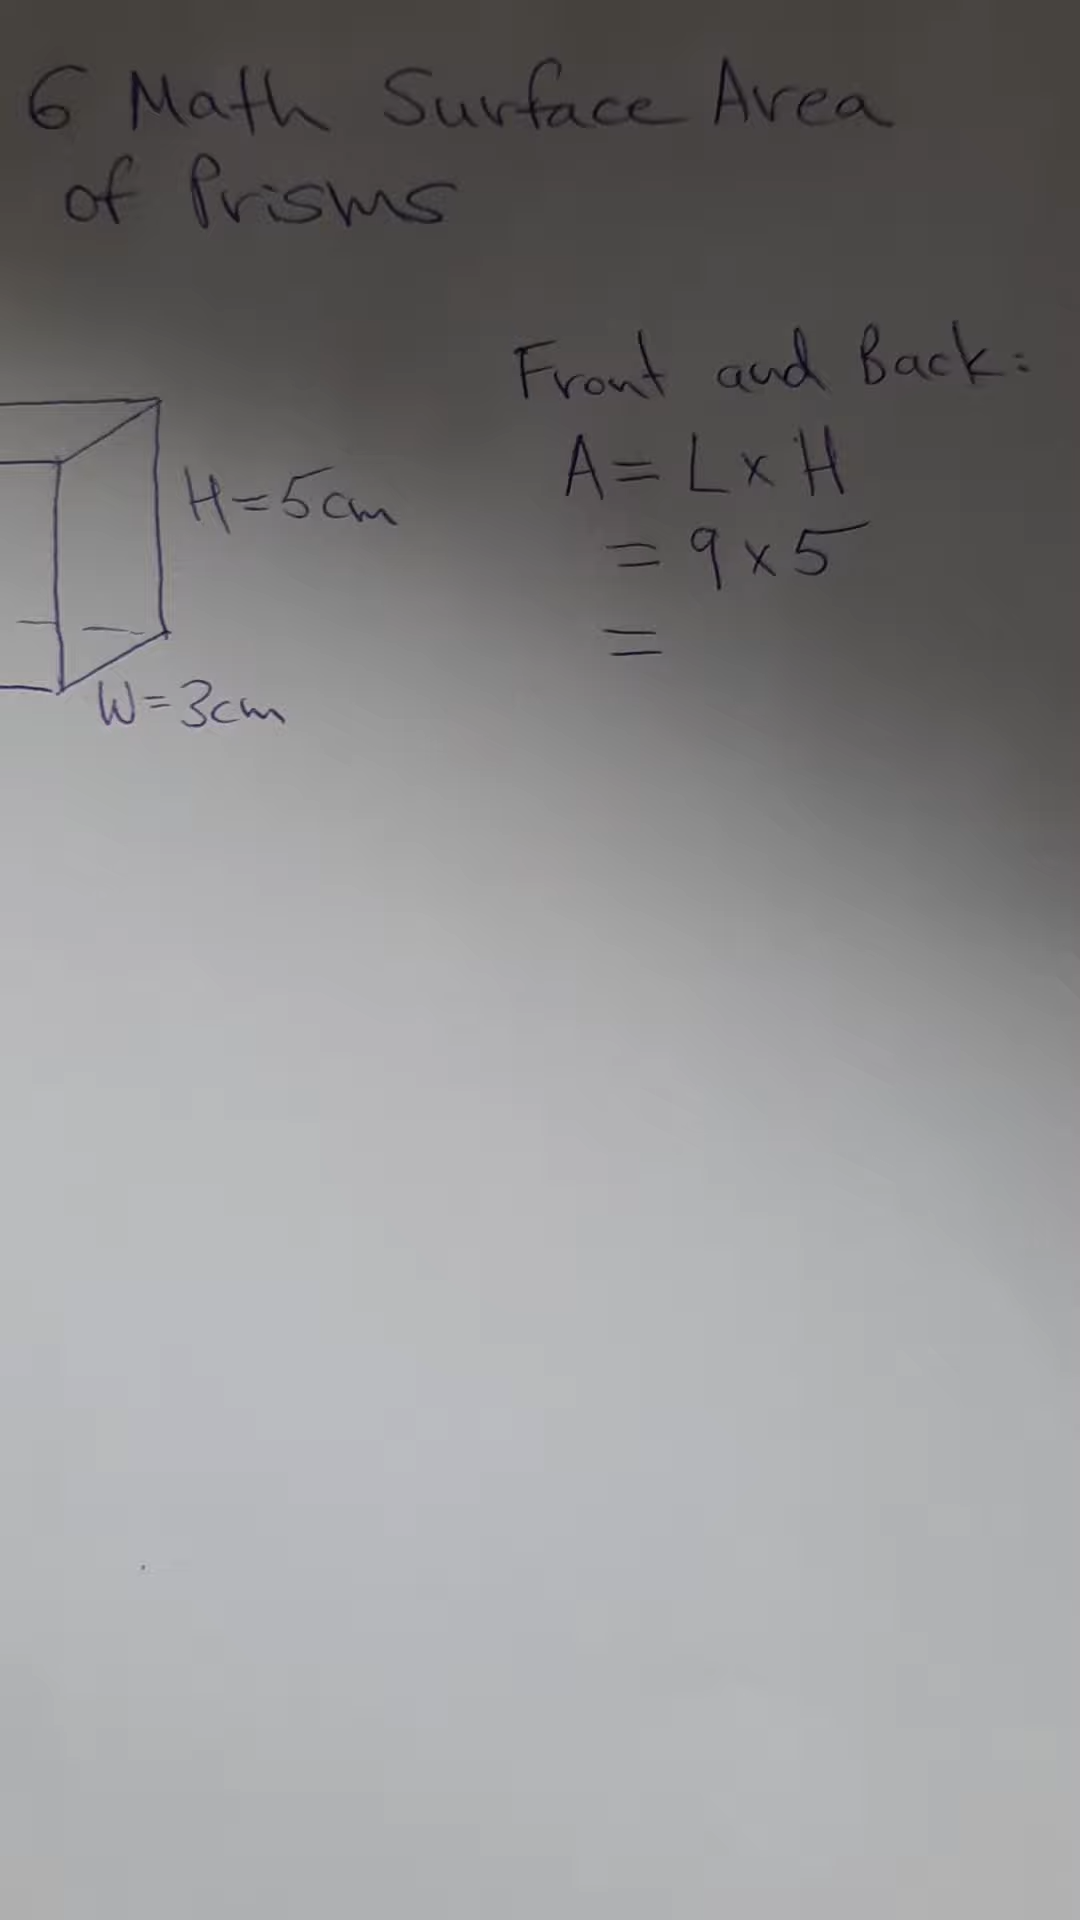 6 Math Surface Area
of Prisms
Front and Back:
A = L x H
= 9 x 5
=
H = 5cm
W = 3cm